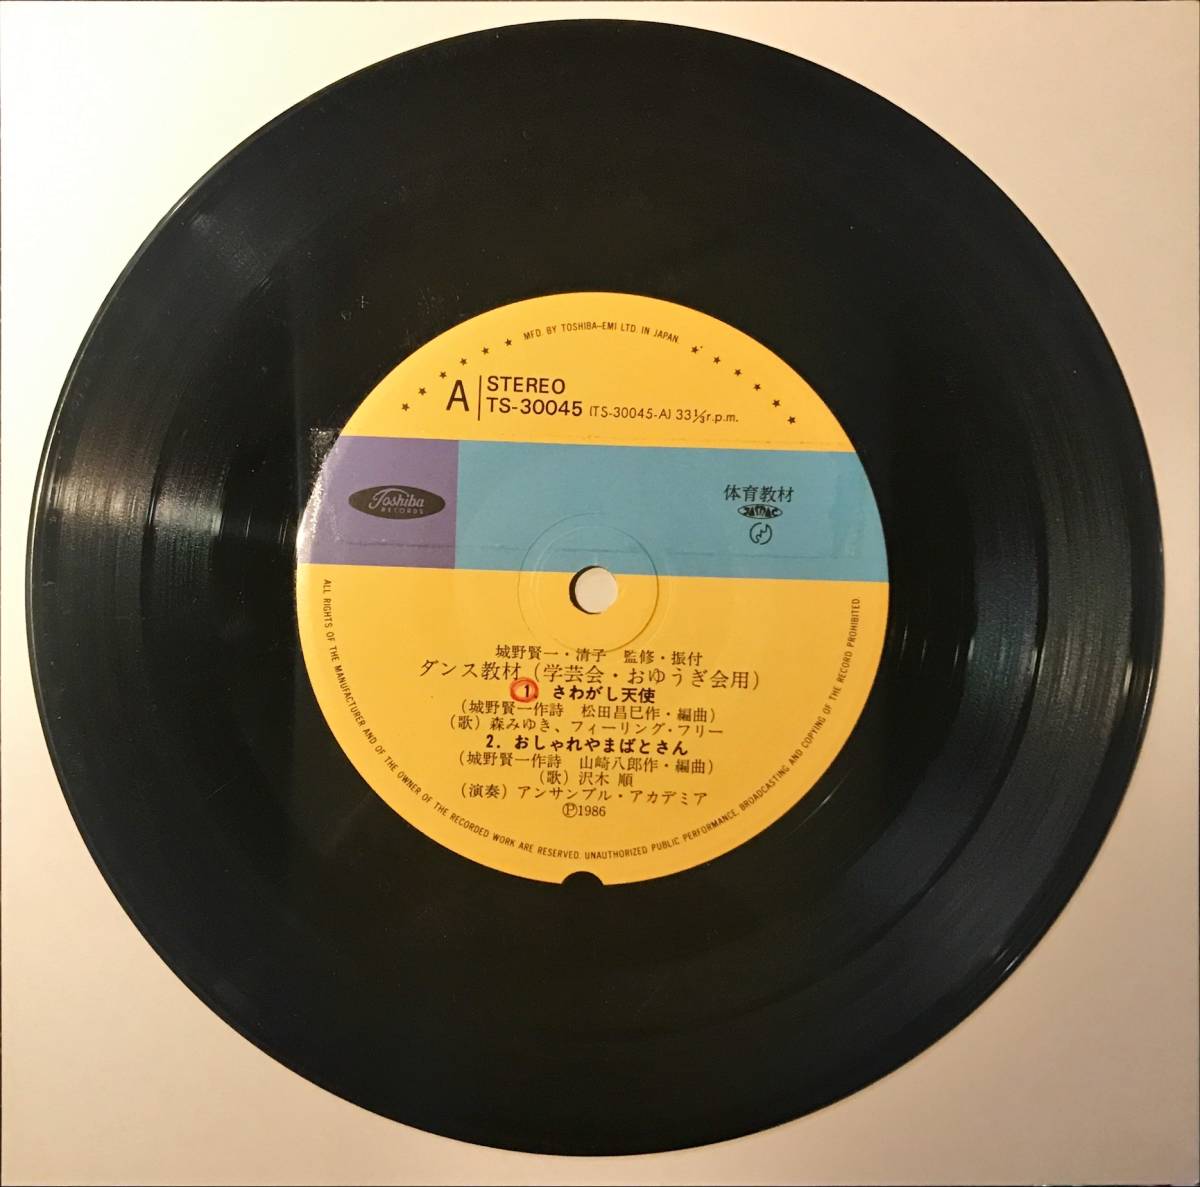 MFD. BY TOSHIBA–EMI LTD. IN JAPAN.
A
STEREO
TS-30045 (TS-30045-A) 33⅓r.p.m.
Toshiba
RECORDS
体育教材
城野賢一・清子 監修・振付
ダンス教材(学芸会・おゆうぎ会用)
1. さわがし天使
(城野賢一作詩 松田昌巳作・編曲)
(歌)森みゆき、フィーリング・フリー
2. おしゃれやまばとさん
(城野賢一作詩 山崎八郎作・編曲)
(歌)沢木 順
(演奏)アンサンブル・アカデミア
Ⓟ1986
ALL RIGHTS OF THE MANUFACTURER AND OF THE OWNER OF THE RECORDED WORK ARE RESERVED. UNAUTHORIZED PUBLIC PERFORMANCE, BROADCASTING AND COPYING OF THE RECORD PROHIBITED.